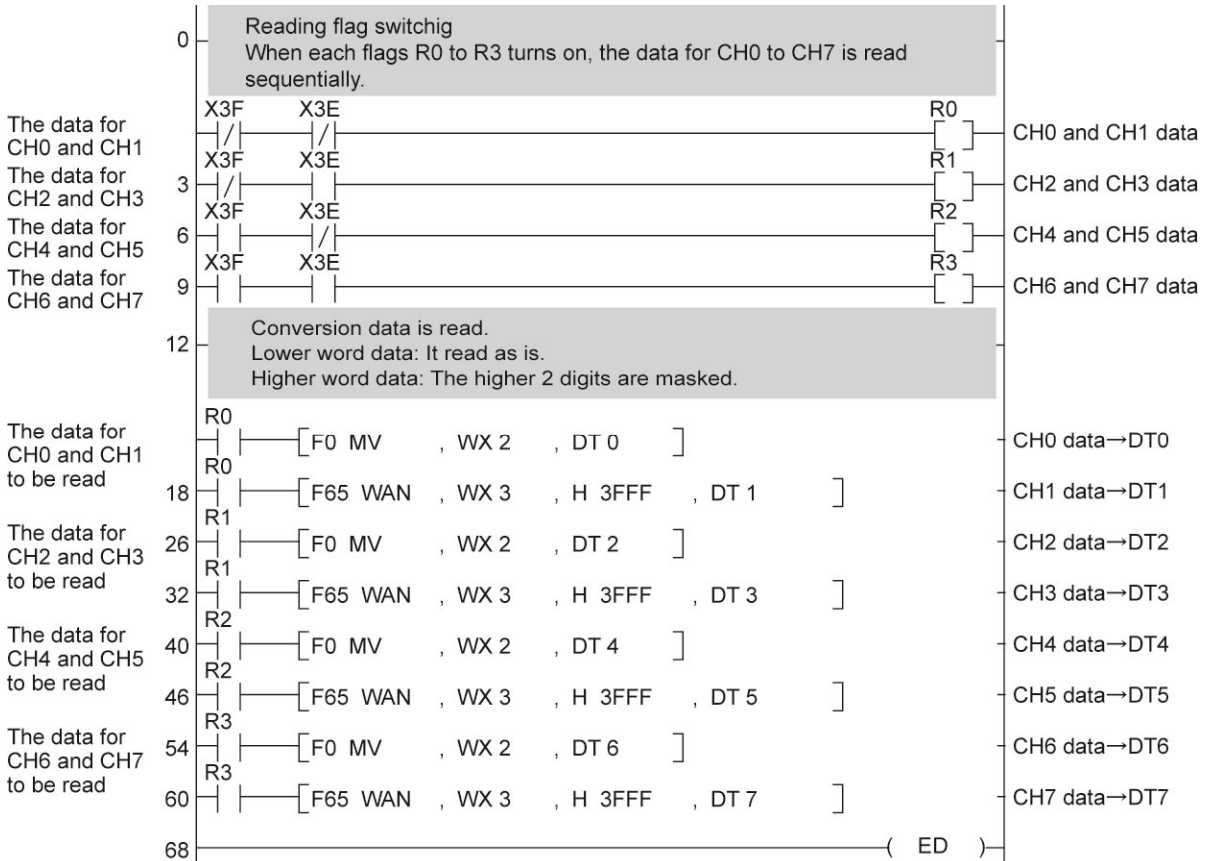 Reading flag switchig
0 When each flags R0 to R3 turns on, the data for CH0 to CH7 is read
sequentially.
X3F X3E R0
The data for
CH0 and CH1 CH0 and CH1 data
X3F X3E R1
The data for
CH2 and CH3 3 CH2 and CH3 data
X3F X3E R2
The data for
CH4 and CH5 6 CH4 and CH5 data
X3F X3E R3
The data for
CH6 and CH7 9 CH6 and CH7 data
Conversion data is read.
12 Lower word data: It read as is.
Higher word data: The higher 2 digits are masked.
R0
The data for
CH0 and CH1
to be read
F0 MV , WX 2 , DT 0 CH0 data→DT0
R0
18 F65 WAN , WX 3 , H 3FFF , DT 1 CH1 data→DT1
R1
The data for
CH2 and CH3
to be read
26 F0 MV , WX 2 , DT 2 CH2 data→DT2
R1
32 F65 WAN , WX 3 , H 3FFF , DT 3 CH3 data→DT3
R2
The data for
CH4 and CH5
to be read
40 F0 MV , WX 2 , DT 4 CH4 data→DT4
R2
46 F65 WAN , WX 3 , H 3FFF , DT 5 CH5 data→DT5
R3
The data for
CH6 and CH7
to be read
54 F0 MV , WX 2 , DT 6 CH6 data→DT6
R3
60 F65 WAN , WX 3 , H 3FFF , DT 7 CH7 data→DT7
68 ( ED )